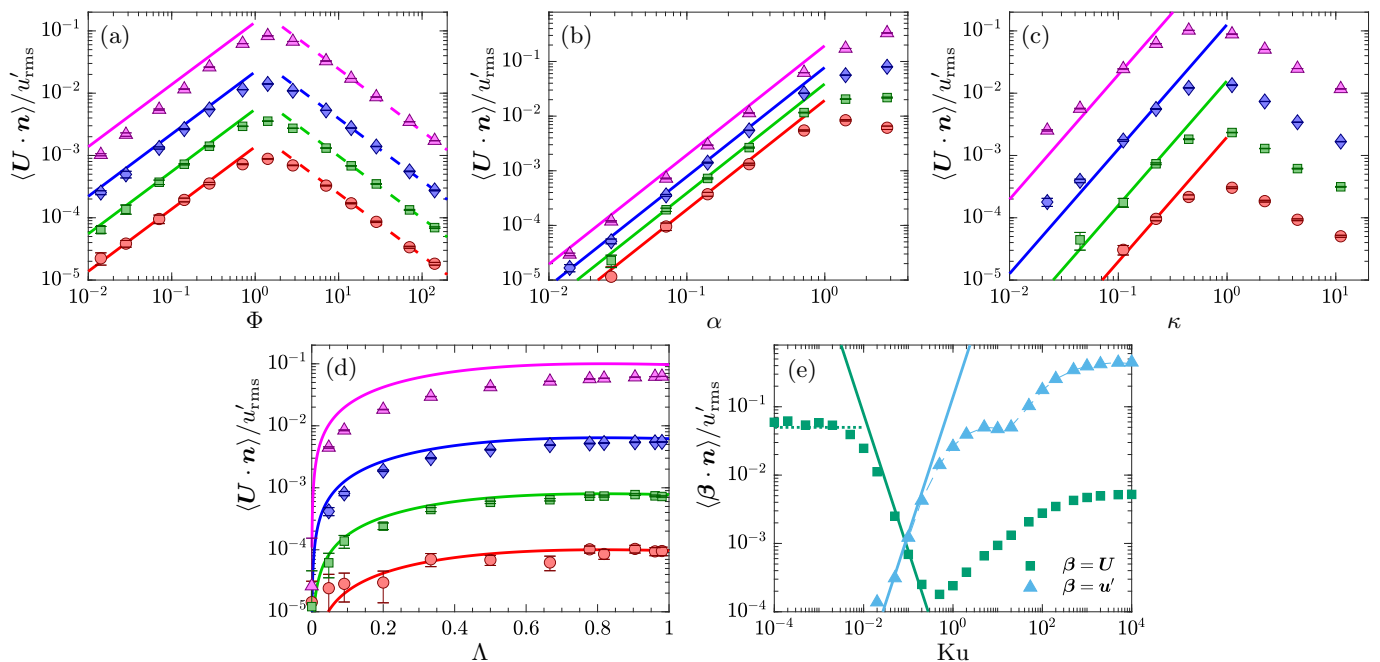 (a)
⟨U · n⟩/u′rms
10⁻¹
10⁻²
10⁻³
10⁻⁴
10⁻⁵
10⁻² 10⁻¹ 10⁰ 10¹ 10²
Φ
(b)
⟨U · n⟩/u′rms
10⁻¹
10⁻²
10⁻³
10⁻⁴
10⁻⁵
10⁻² 10⁻¹ 10⁰
α
(c)
⟨U · n⟩/u′rms
10⁻¹
10⁻²
10⁻³
10⁻⁴
10⁻⁵
10⁻² 10⁻¹ 10⁰ 10¹
κ
(d)
⟨U · n⟩/u′rms
10⁻¹
10⁻²
10⁻³
10⁻⁴
10⁻⁵
0 0.2 0.4 0.6 0.8 1
Λ
(e)
⟨β · n⟩/u′rms
10⁻¹
10⁻²
10⁻³
10⁻⁴
β = U
β = u′
10⁻⁴ 10⁻² 10⁰ 10² 10⁴
Ku